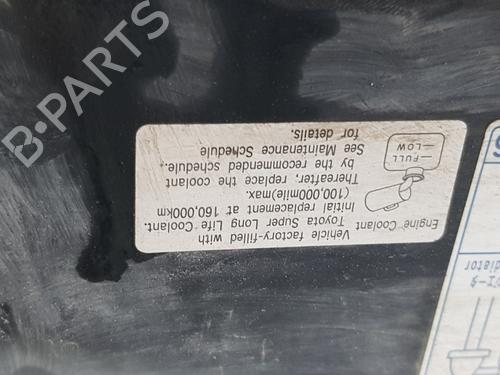 Engine Coolant
Vehicle factory-filled with
Toyota Super Long Life Coolant.
Initial replacement at 160,000km
(100,000mile)max.
Thereafter, replace the coolant
by the recommended schedule.
See Maintenance Schedule
for details.
FULL
LOW
B-PARTS